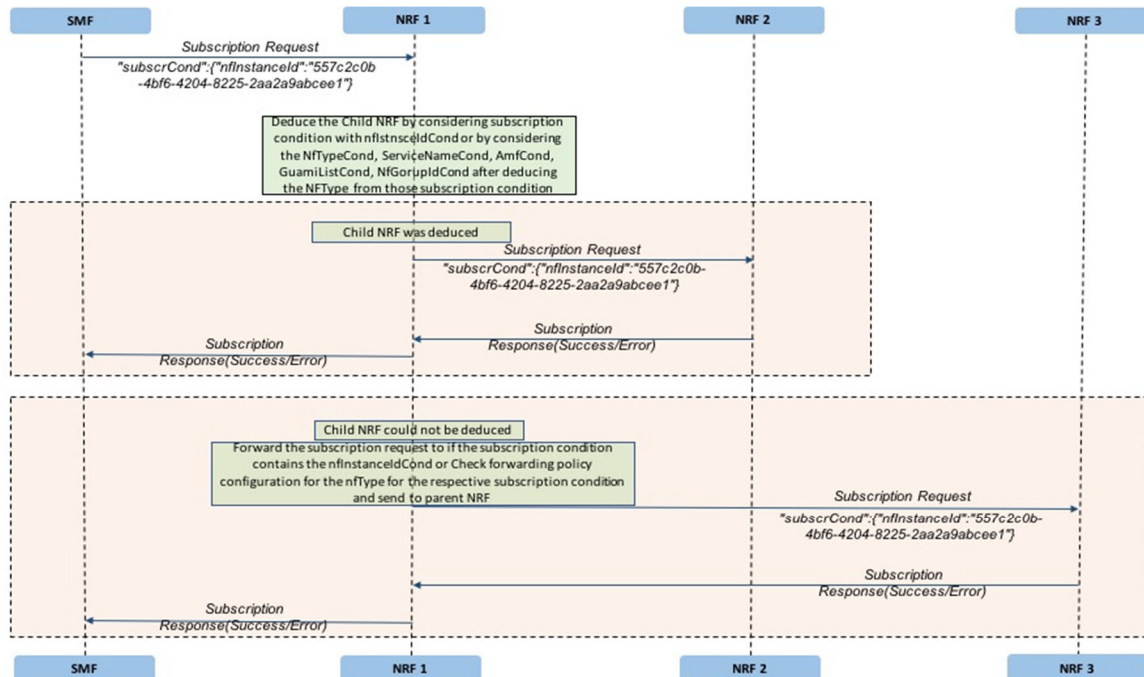 SMF
NRF 1
NRF 2
NRF 3
Subscription Request
"subscrCond":{"nfInstanceId":"557c2c0b
-4bf6-4204-8225-2aa2a9abcee1"}
Deduce the Child NRF by considering subscription
condition with nfIstnsceIdCond or by considering
the NfTypeCond, ServiceNameCond, AmfCond,
GuamiListCond, NfGorupIdCond after deducing
the NFType from those subscription condition
Child NRF was deduced
Subscription Request
"subscrCond":{"nfInstanceId":"557c2c0b-
4bf6-4204-8225-2aa2a9abcee1"}
Subscription
Response(Success/Error)
Subscription
Response(Success/Error)
Child NRF could not be deduced
Forward the subscription request to if the subscription condition
contains the nfInstanceIdCond or Check forwarding policy
configuration for the nfType for the respective subscription condition
and send to parent NRF
Subscription Request
"subscrCond":{"nfInstanceId":"557c2c0b-
4bf6-4204-8225-2aa2a9abcee1"}
Subscription
Response(Success/Error)
Subscription
Response(Success/Error)
SMF
NRF 1
NRF 2
NRF 3